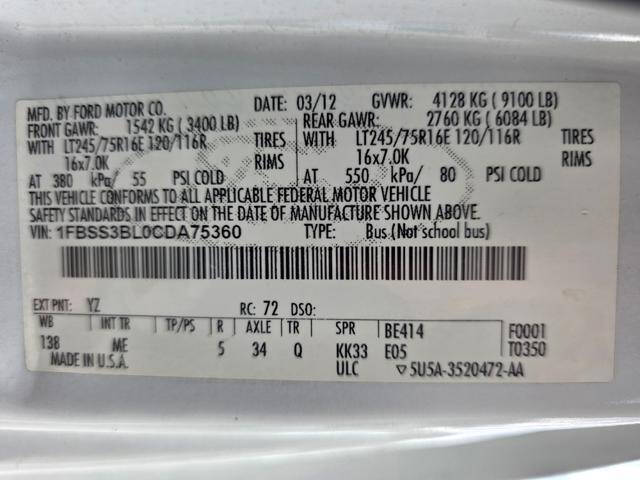 MFD. BY FORD MOTOR CO. DATE: 03/12 GVWR: 4128 KG ( 9100 LB)
FRONT GAWR: 1542 KG ( 3400 LB) REAR GAWR: 2760 KG ( 6084 LB)
WITH LT245/75R16E 120/116R TIRES WITH LT245/75R16E 120/116R TIRES
16x7.0K RIMS 16x7.0K RIMS
AT 380 kPa/ 55 PSI COLD AT 550 kPa/ 80 PSI COLD
THIS VEHICLE CONFORMS TO ALL APPLICABLE FEDERAL MOTOR VEHICLE
SAFETY STANDARDS IN EFFECT ON THE DATE OF MANUFACTURE SHOWN ABOVE.
VIN: 1FBSS3BL0CDA75360 TYPE: Bus (Not school bus)
EXT PNT: YZ RC: 72 DSO:
WB INT TR TP/PS R AXLE TR SPR BE414 F0001
138 ME 5 34 Q KK33 E05 T0350
MADE IN U.S.A. ULC ▽5U5A-3520472-AA